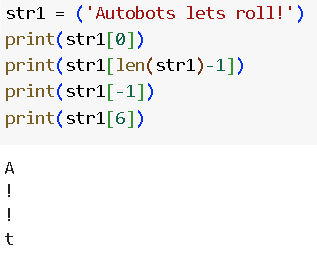 str1 = ('Autobots lets roll!')
print(str1[0])
print(str1[len(str1)-1])
print(str1[-1])
print(str1[6])
A
!
!
t